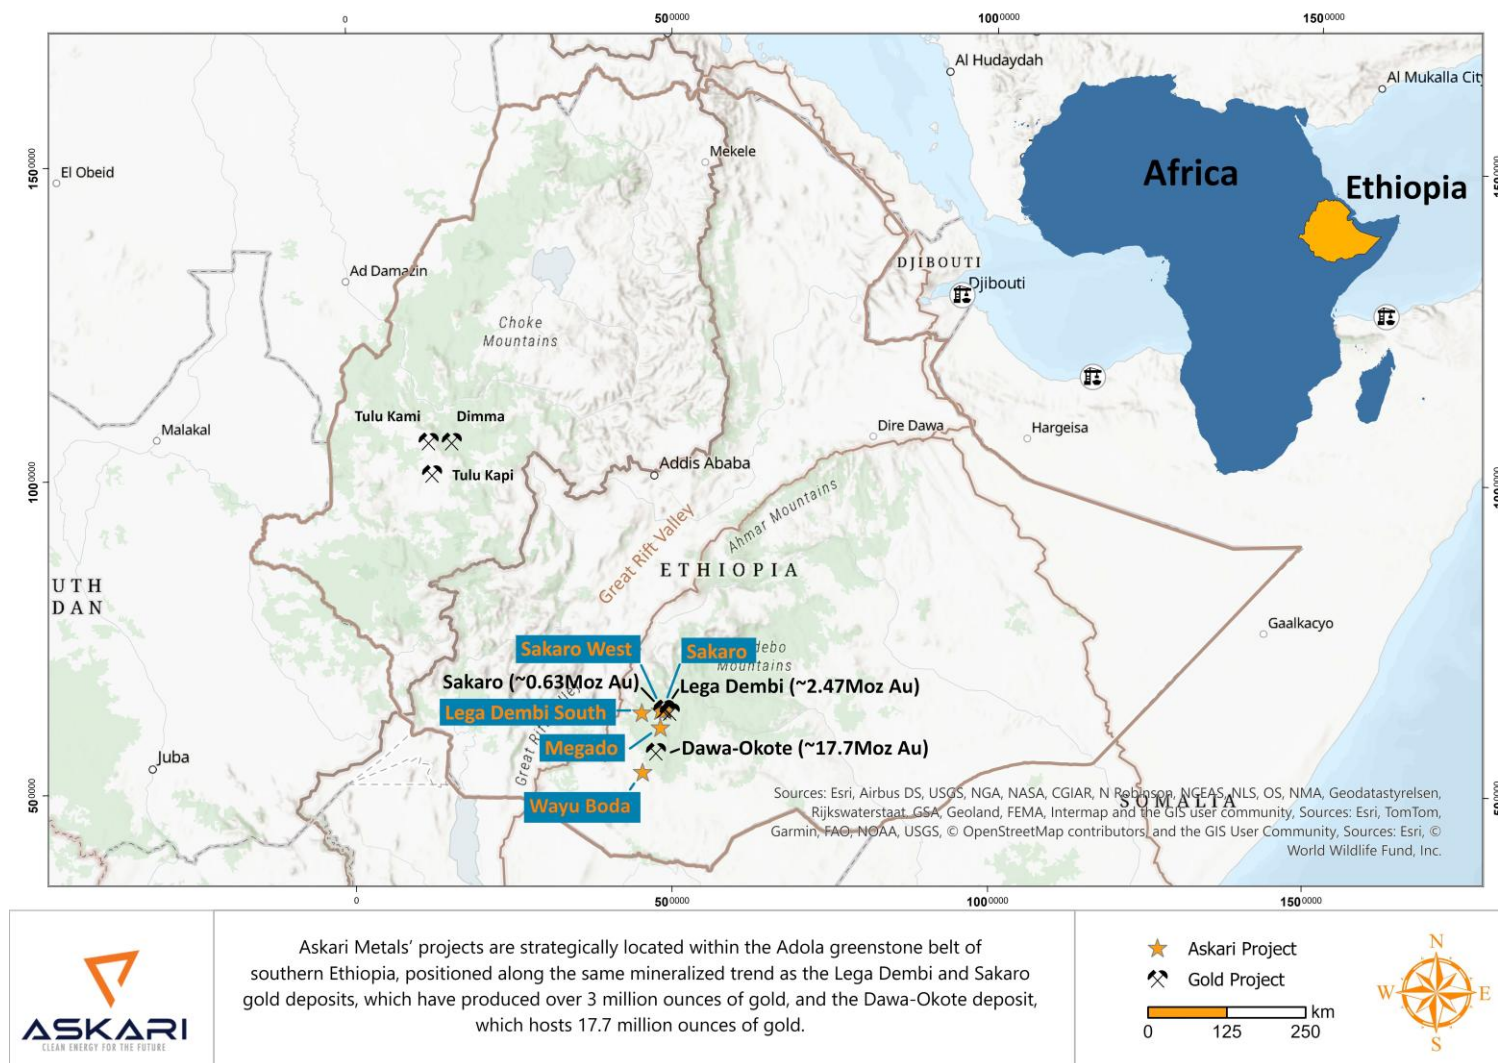 0
500000
1000000
1500000
Al Hudaydah
Al Mukalla City
1500000
El Obeid
Mekele
Africa
Ethiopia
Ad Damazin
DJIBOUTI
Djibouti
Choke
Mountains
Tulu Kami
Dimma
Malakal
Dire Dawa
Hargeisa
Tulu Kapi
Addis Ababa
1000000
Ahmar Mountains
Great Rift Valley
ETHIOPIA
UTH
DAN
Gaalkacyo
Sakaro West
Sakaro
debo
Mountains
Sakaro (~0.63Moz Au)
Lega Dembi (~2.47Moz Au)
Lega Dembi South
Great Rift Valley
Megado
Dawa-Okote (~17.7Moz Au)
Juba
Wayu Boda
500000
SOMALIA
Sources: Esri, Airbus DS, USGS, NGA, NASA, CGIAR, N Robinson, NCEAS, NLS, OS, NMA, Geodatastyrelsen,
Rijkswaterstaat, GSA, Geoland, FEMA, Intermap and the GIS user community, Sources: Esri, TomTom,
Garmin, FAO, NOAA, USGS, © OpenStreetMap contributors, and the GIS User Community, Sources: Esri, ©
World Wildlife Fund, Inc.
0
500000
1000000
1500000
ASKARI
CLEAN ENERGY FOR THE FUTURE
Askari Metals' projects are strategically located within the Adola greenstone belt of
southern Ethiopia, positioned along the same mineralized trend as the Lega Dembi and Sakaro
gold deposits, which have produced over 3 million ounces of gold, and the Dawa-Okote deposit,
which hosts 17.7 million ounces of gold.
Askari Project
Gold Project
km
0
125
250
N
W
E
S